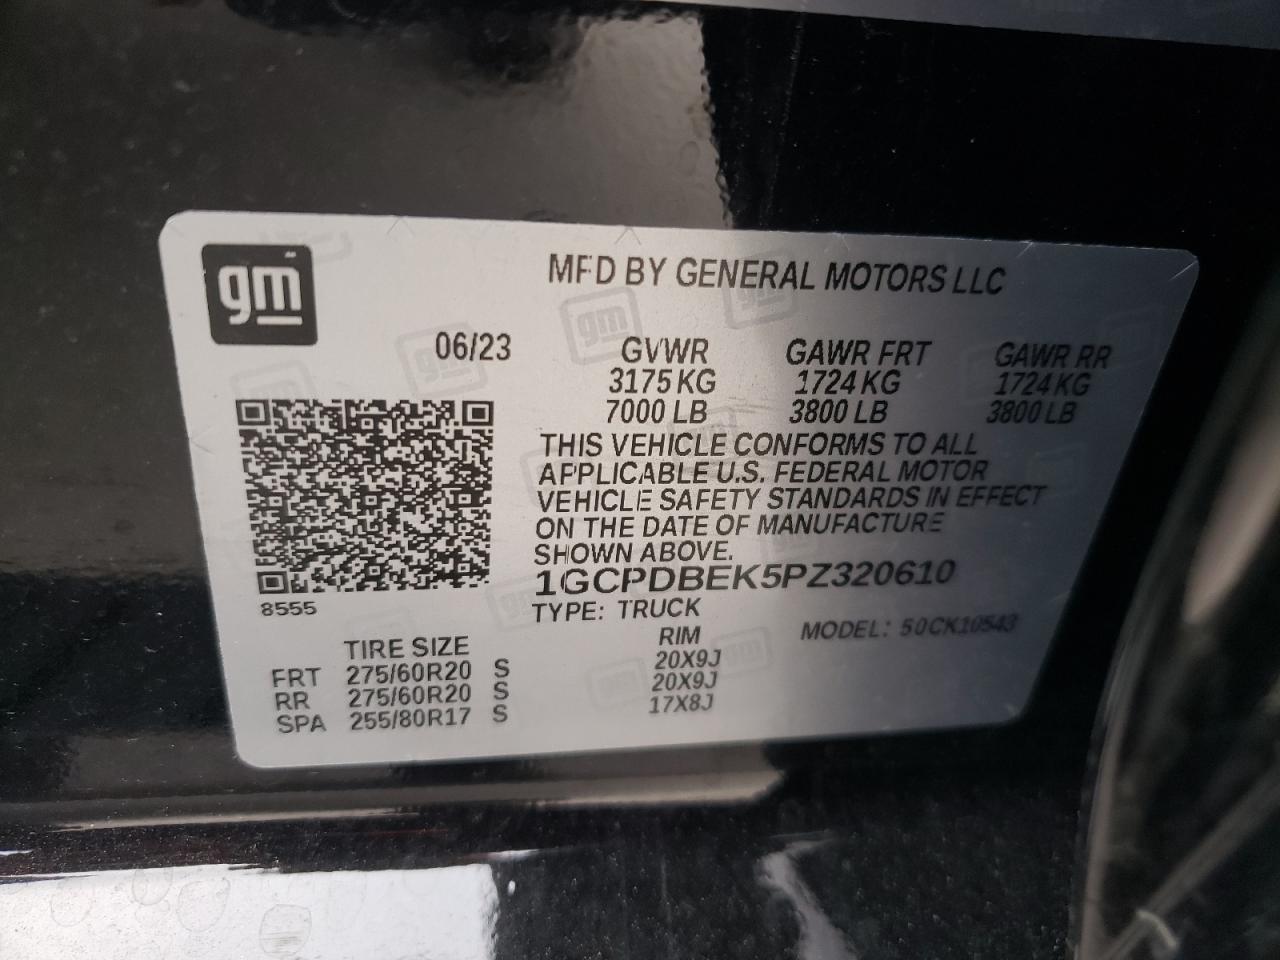 gm
MFD BY GENERAL MOTORS LLC
06/23
GVWR GAWR FRT GAWR RR
3175 KG 1724 KG 1724 KG
7000 LB 3800 LB 3800 LB
THIS VEHICLE CONFORMS TO ALL
APPLICABLE U.S. FEDERAL MOTOR
VEHICLE SAFETY STANDARDS IN EFFECT
ON THE DATE OF MANUFACTURE
SHOWN ABOVE.
1GCPDBEK5PZ320610
8555
TYPE: TRUCK MODEL: 50CK10543
TIRE SIZE RIM
FRT 275/60R20 S 20X9J
RR 275/60R20 S 20X9J
SPA 255/80R17 S 17X8J